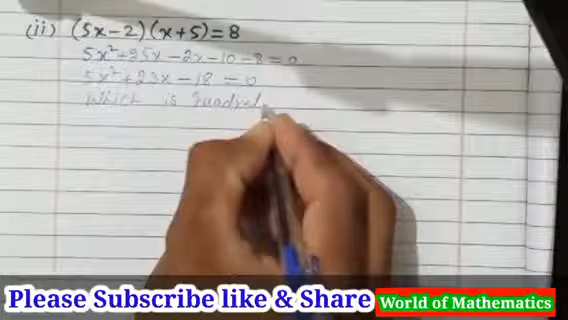 (ii) (5x-2)(x+5)=8
5x²+25x-2x-10-8=0
5x²+23x-18=0
Which is quadrat
Please Subscribe like & Share World of Mathematics